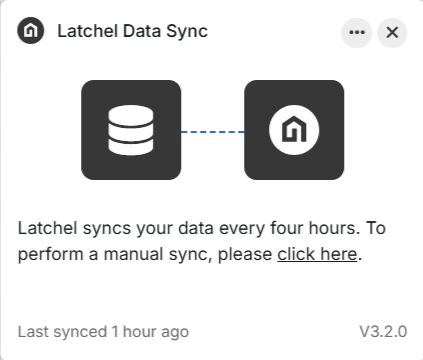 Latchel Data Sync
Latchel syncs your data every four hours. To
perform a manual sync, please click here.
Last synced 1 hour ago
V3.2.0